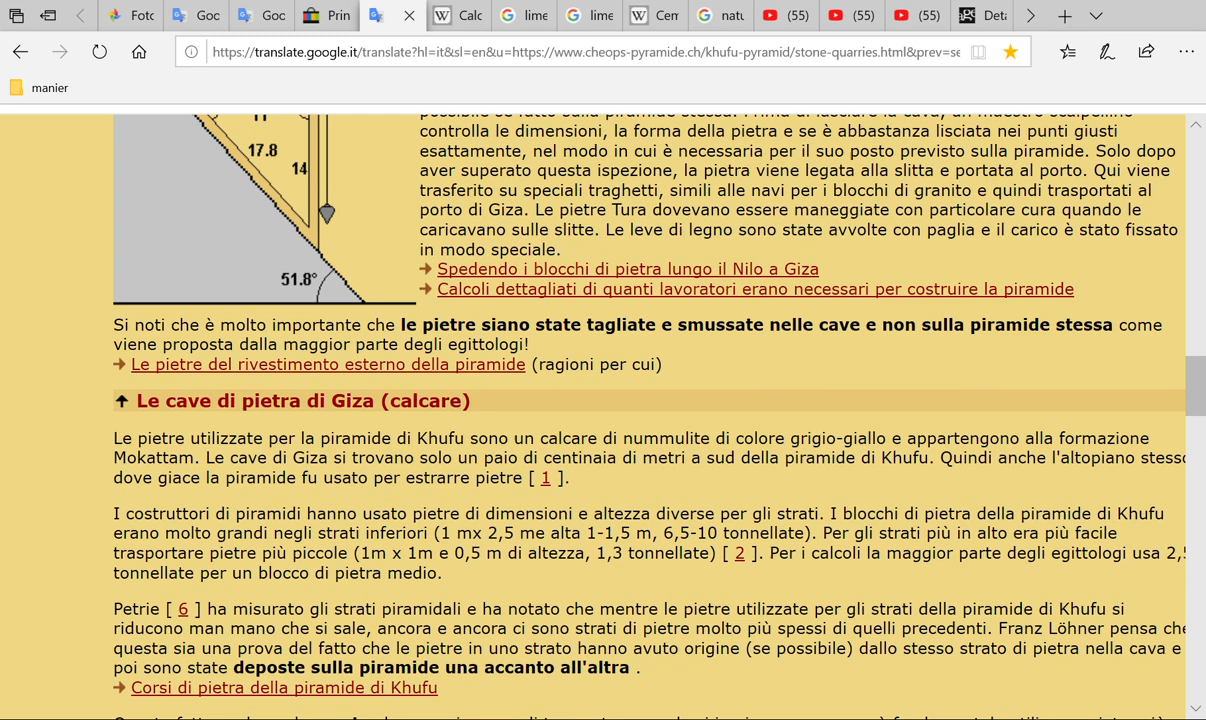 Foto
Goc
Goc
Prin
Calc
lime
lime
Cem
natu
(55)
(55)
(55)
Deta
https://translate.google.it/translate?hl=it&sl=en&u=https://www.cheops-pyramide.ch/khufu-pyramid/stone-quarries.html&prev=se
manier
11
17.8
14
51.8°
controlla le dimensioni, la forma della pietra e se è abbastanza lisciata nei punti giusti
esattamente, nel modo in cui è necessaria per il suo posto previsto sulla piramide. Solo dopo
aver superato questa ispezione, la pietra viene legata alla slitta e portata al porto. Qui viene
trasferito su speciali traghetti, simili alle navi per i blocchi di granito e quindi trasportati al
porto di Giza. Le pietre Tura dovevano essere maneggiate con particolare cura quando le
caricavano sulle slitte. Le leve di legno sono state avvolte con paglia e il carico è stato fissato
in modo speciale.
Spedendo i blocchi di pietra lungo il Nilo a Giza
Calcoli dettagliati di quanti lavoratori erano necessari per costruire la piramide
Si noti che è molto importante che le pietre siano state tagliate e smussate nelle cave e non sulla piramide stessa come
viene proposta dalla maggior parte degli egittologi!
Le pietre del rivestimento esterno della piramide (ragioni per cui)
Le cave di pietra di Giza (calcare)
Le pietre utilizzate per la piramide di Khufu sono un calcare di nummulite di colore grigio-giallo e appartengono alla formazione
Mokattam. Le cave di Giza si trovano solo un paio di centinaia di metri a sud della piramide di Khufu. Quindi anche l'altopiano stesso
dove giace la piramide fu usato per estrarre pietre [ 1 ].
I costruttori di piramidi hanno usato pietre di dimensioni e altezza diverse per gli strati. I blocchi di pietra della piramide di Khufu
erano molto grandi negli strati inferiori (1 mx 2,5 me alta 1-1,5 m, 6,5-10 tonnellate). Per gli strati più in alto era più facile
trasportare pietre più piccole (1m x 1m e 0,5 m di altezza, 1,3 tonnellate) [ 2 ]. Per i calcoli la maggior parte degli egittologi usa 2,5
tonnellate per un blocco di pietra medio.
Petrie [ 6 ] ha misurato gli strati piramidali e ha notato che mentre le pietre utilizzate per gli strati della piramide di Khufu si
riducono man mano che si sale, ancora e ancora ci sono strati di pietre molto più spessi di quelli precedenti. Franz Löhner pensa che
questa sia una prova del fatto che le pietre in uno strato hanno avuto origine (se possibile) dallo stesso strato di pietra nella cava e
poi sono state deposte sulla piramide una accanto all'altra .
Corsi di pietra della piramide di Khufu